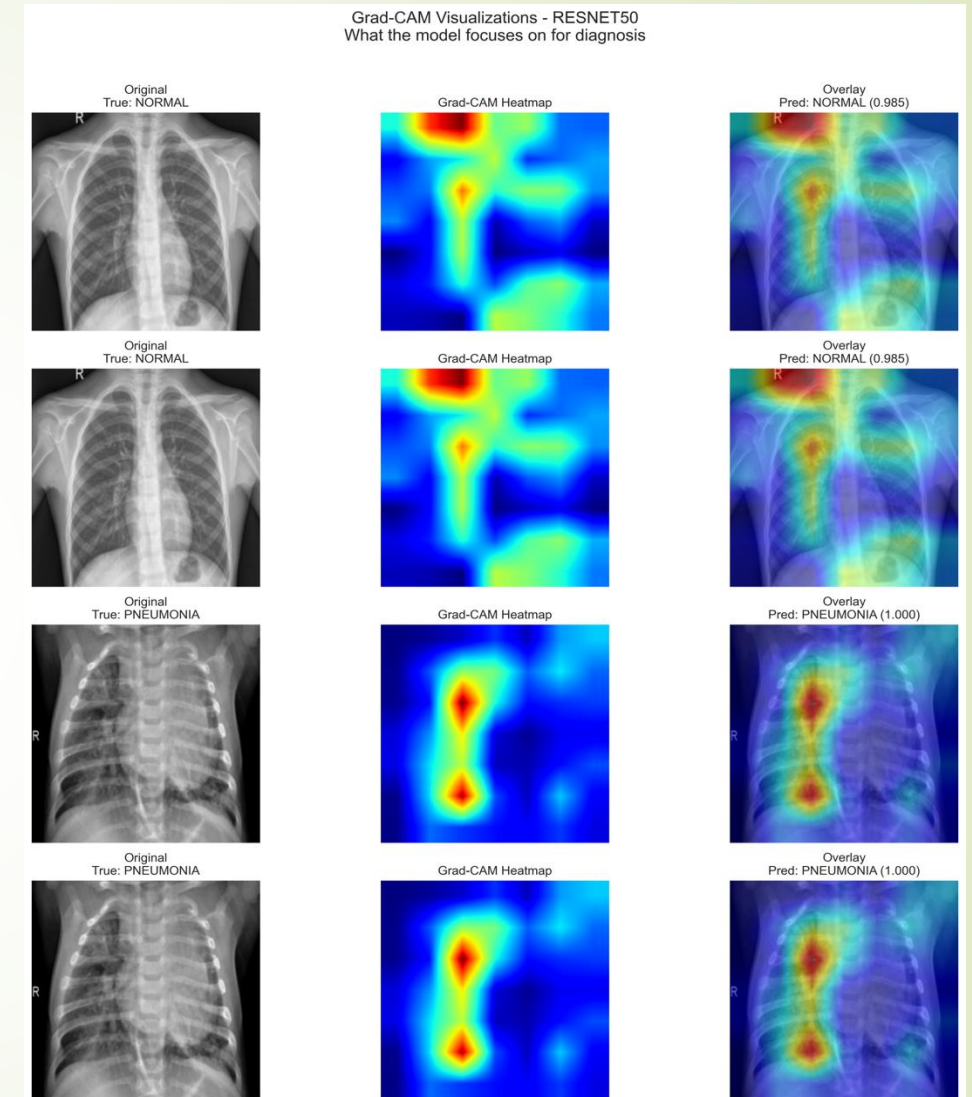 Grad-CAM Visualizations - RESNET50
What the model focuses on for diagnosis
Original
True: NORMAL
Grad-CAM Heatmap
Overlay
Pred: NORMAL (0.985)
R
R
Original
True: NORMAL
Grad-CAM Heatmap
Overlay
Pred: NORMAL (0.985)
R
R
Original
True: PNEUMONIA
Grad-CAM Heatmap
Overlay
Pred: PNEUMONIA (1.000)
R
R
Original
True: PNEUMONIA
Grad-CAM Heatmap
Overlay
Pred: PNEUMONIA (1.000)
R
R